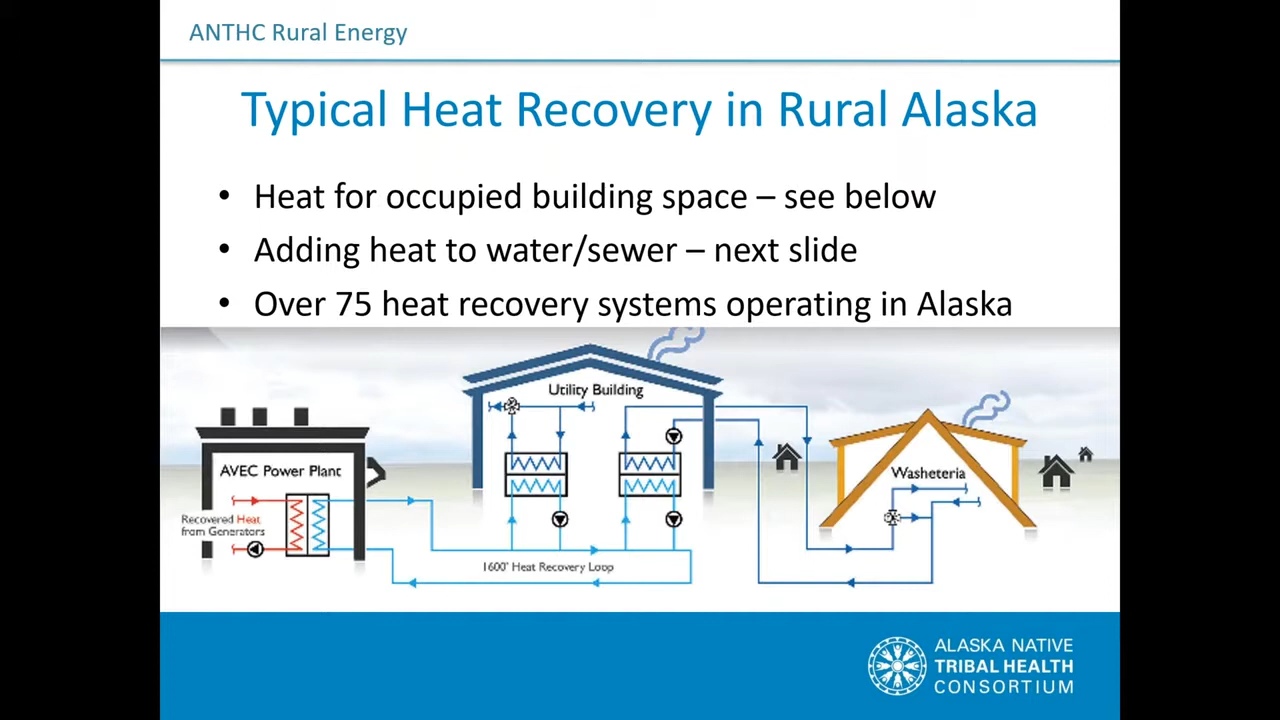 ANTHC Rural Energy
Typical Heat Recovery in Rural Alaska
• Heat for occupied building space – see below
• Adding heat to water/sewer – next slide
• Over 75 heat recovery systems operating in Alaska
Utility Building
AVEC Power Plant
Washeteria
Recovered Heat
from Generators
1600' Heat Recovery Loop
ALASKA NATIVE
TRIBAL HEALTH
CONSORTIUM